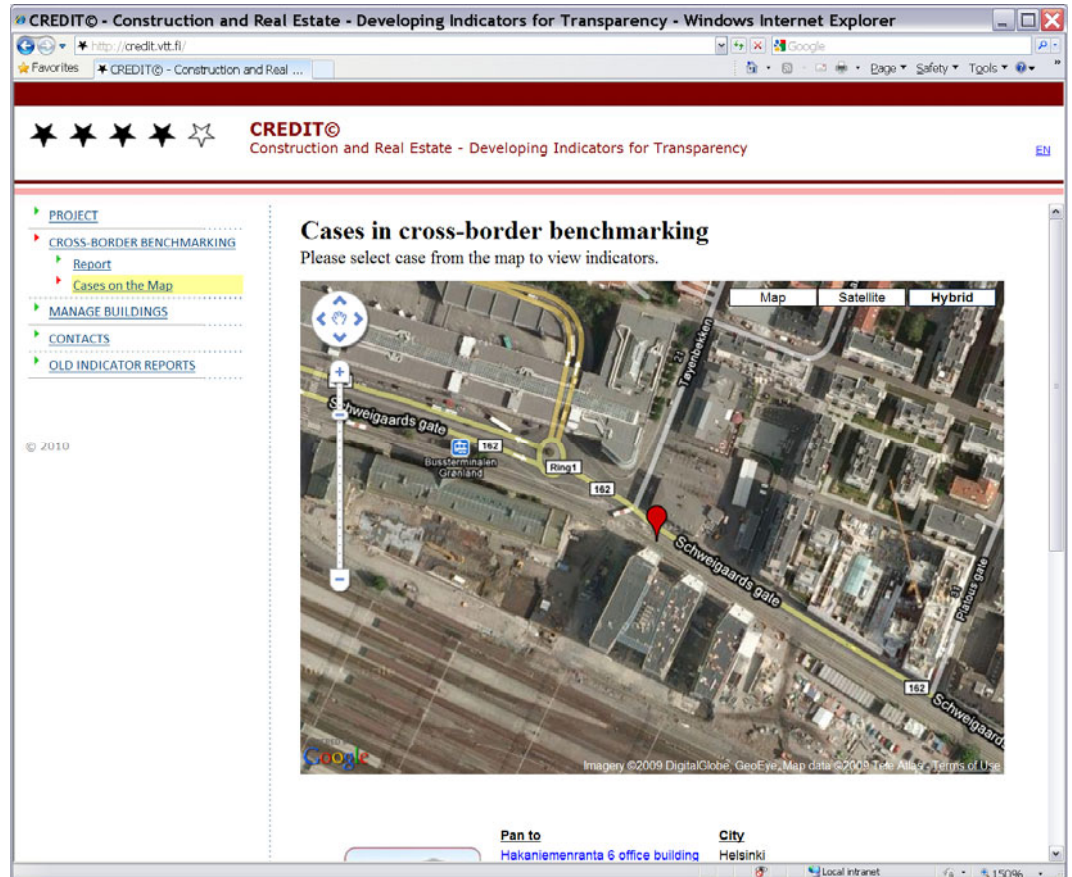 CREDIT© - Construction and Real Estate - Developing Indicators for Transparency - Windows Internet Explorer
http://credit.vtt.fi/
Google
Favorites
CREDIT© - Construction and Real ...
Page Safety Tools
CREDIT©
Construction and Real Estate - Developing Indicators for Transparency
EN
PROJECT
CROSS-BORDER BENCHMARKING
Report
Cases on the Map
MANAGE BUILDINGS
CONTACTS
OLD INDICATOR REPORTS
© 2010
Cases in cross-border benchmarking
Please select case from the map to view indicators.
Map Satellite Hybrid
21
Tøyenbekken
Schweigaards gate
162
Bussterminalen
Grønland
Ring1
162
Schweigaards gate
31
Platous gate
162
Schweigaards
Google
Imagery ©2009 DigitalGlobe, GeoEye, Map data ©2009 Tele Atlas - Terms of Use
Pan to City
Hakaniemenranta 6 office building Helsinki
Local intranet
150%